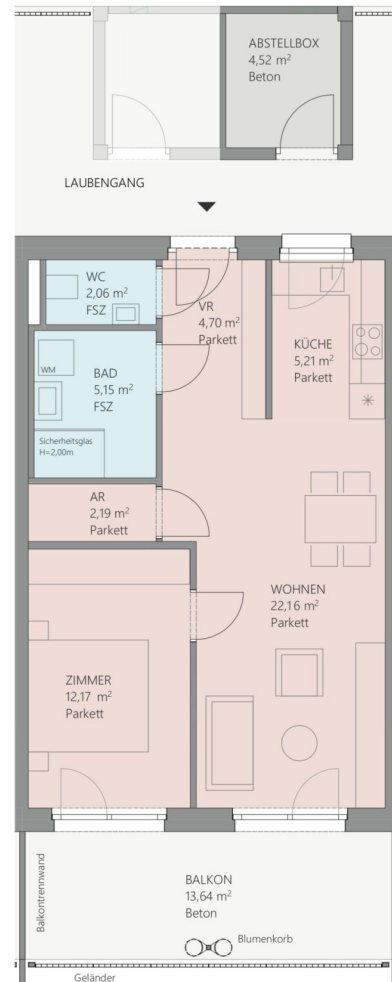 ABSTELLBOX
4,52 m²
Beton
LAUBENGANG
WC
2,06 m²
FSZ
VR
4,70 m²
Parkett
KÜCHE
5,21 m²
Parkett
BAD
5,15 m²
FSZ
WM
Sicherheitsglas
H=2,00m
AR
2,19 m²
Parkett
WOHNEN
22,16 m²
Parkett
ZIMMER
12,17 m²
Parkett
Balkontrennwand
BALKON
13,64 m²
Beton
Blumenkorb
Geländer